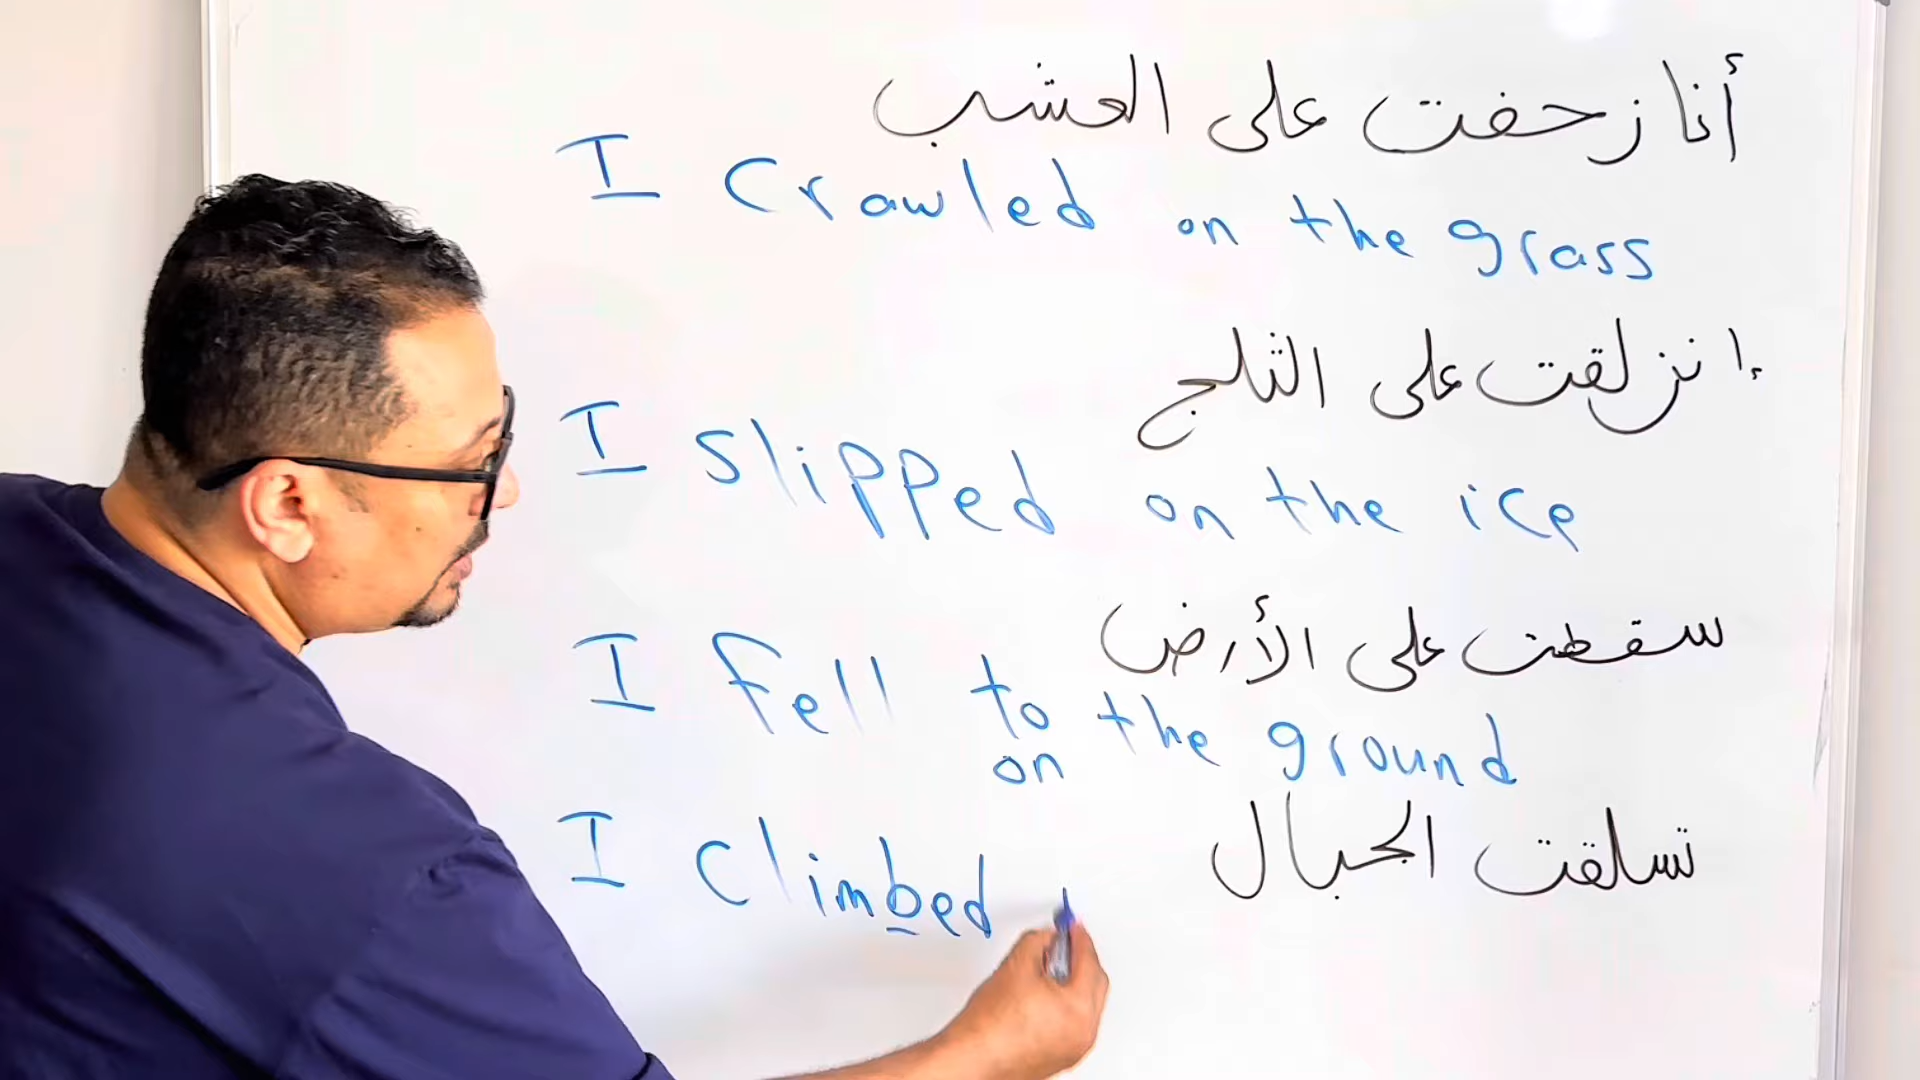 أنا زحفت على العشب
I crawled on the grass
إنزلقت على الثلج
I slipped on the ice
سقطت على الأرض
I fell to the ground
on
تسلقت الجبال
I climbed